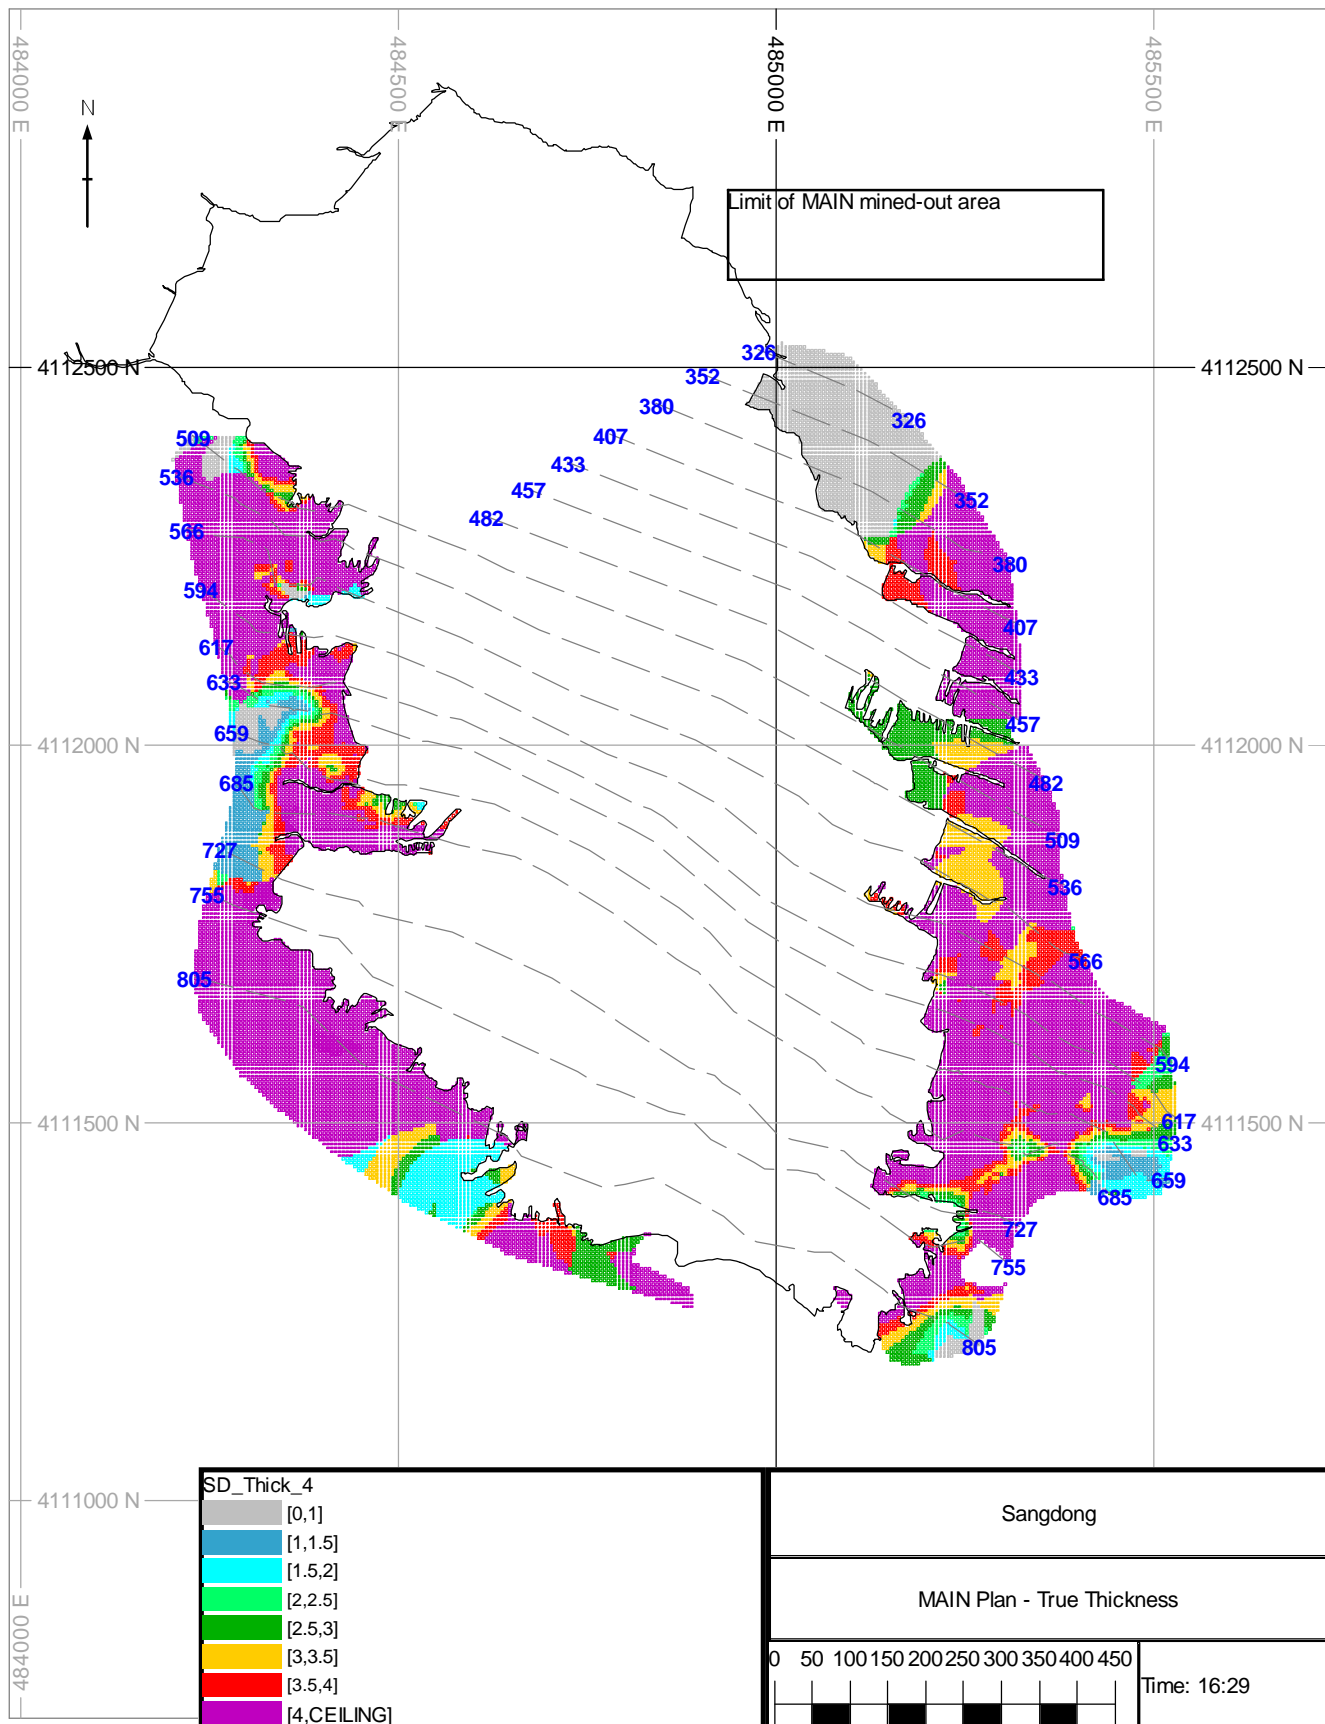 484000 E
484500 E
485000 E
485500 E
N
Limit of MAIN mined-out area
326
4112500 N
4112500 N
352
380
326
407
509
433
536
457
352
482
566
380
594
407
617
433
633
457
659
4112000 N
4112000 N
685
482
727
509
755
536
566
805
594
617
4111500 N
4111500 N
633
659
685
727
755
805
SD_Thick_4
4111000 N
[0,1]
Sangdong
[1,1.5]
[1.5,2]
[2,2.5]
MAIN Plan - True Thickness
[2.5,3]
484000 E
[3,3.5]
0 50 100 150 200 250 300 350 400 450
[3.5,4]
Time: 16:29
[4,CEILING]